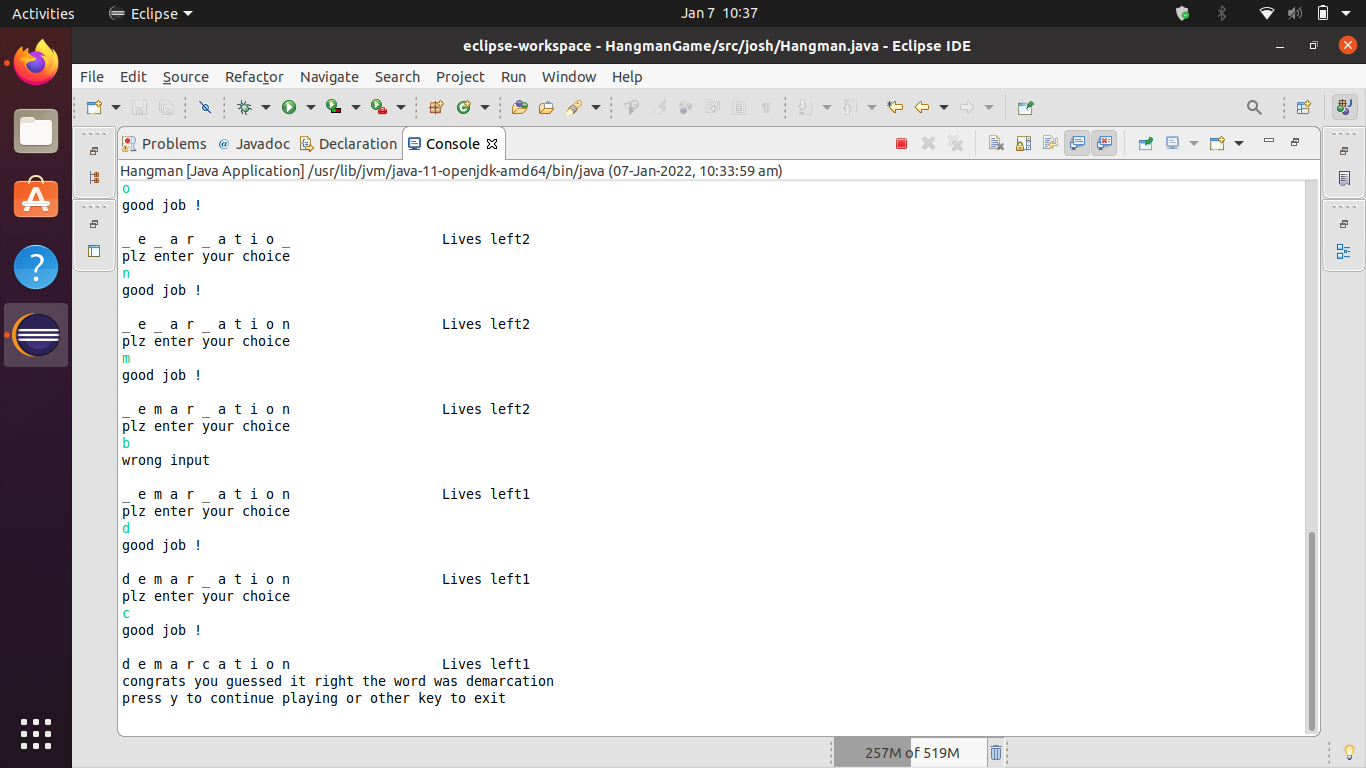 Activities Eclipse Jan 7 10:37
eclipse-workspace - HangmanGame/src/josh/Hangman.java - Eclipse IDE
File Edit Source Refactor Navigate Search Project Run Window Help
Problems @ Javadoc Declaration Console
Hangman [Java Application] /usr/lib/jvm/java-11-openjdk-amd64/bin/java (07-Jan-2022, 10:33:59 am)
o
good job !
_ e _ a r _ a t i o _ Lives left2
plz enter your choice
n
good job !
_ e _ a r _ a t i o n Lives left2
plz enter your choice
m
good job !
_ e m a r _ a t i o n Lives left2
plz enter your choice
b
wrong input
_ e m a r _ a t i o n Lives left1
plz enter your choice
d
good job !
d e m a r _ a t i o n Lives left1
plz enter your choice
c
good job !
d e m a r c a t i o n Lives left1
congrats you guessed it right the word was demarcation
press y to continue playing or other key to exit
257M of 519M